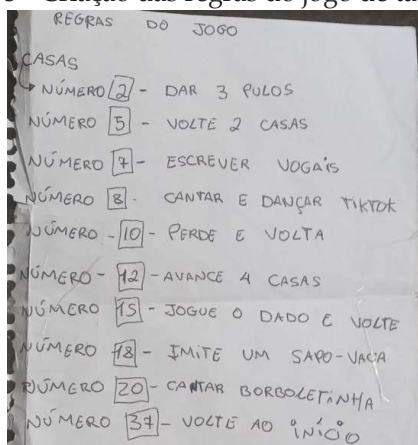 REGRAS DO JOGO
CASAS
NÚMERO 2 - DAR 3 PULOS
NÚMERO 5 - VOLTE 2 CASAS
NÚMERO 7 - ESCREVER VOGAIS
NÚMERO 8. CANTAR E DANÇAR TIKTOK
NÚMERO - 10 - PERDE E VOLTA
NÚMERO - 12 - AVANCE 4 CASAS
NÚMERO 15 - JOGUE O DADO E VOLTE
NÚMERO 18 - IMITE UM SAPO-VACA
NÚMERO 20 - CANTAR BORBOLETINHA
NÚMERO 37 - VOLTE AO INÍCIO